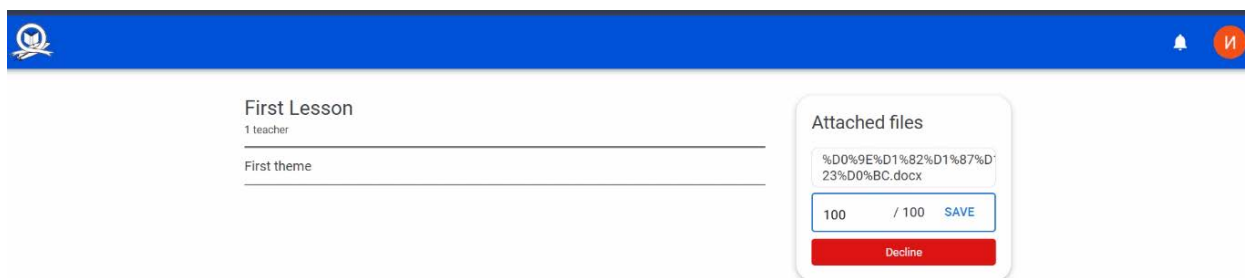 И
First Lesson
1 teacher
First theme
Attached files
%D0%9E%D1%82%D1%87%D1
23%D0%BC.docx
100 / 100 SAVE
Decline